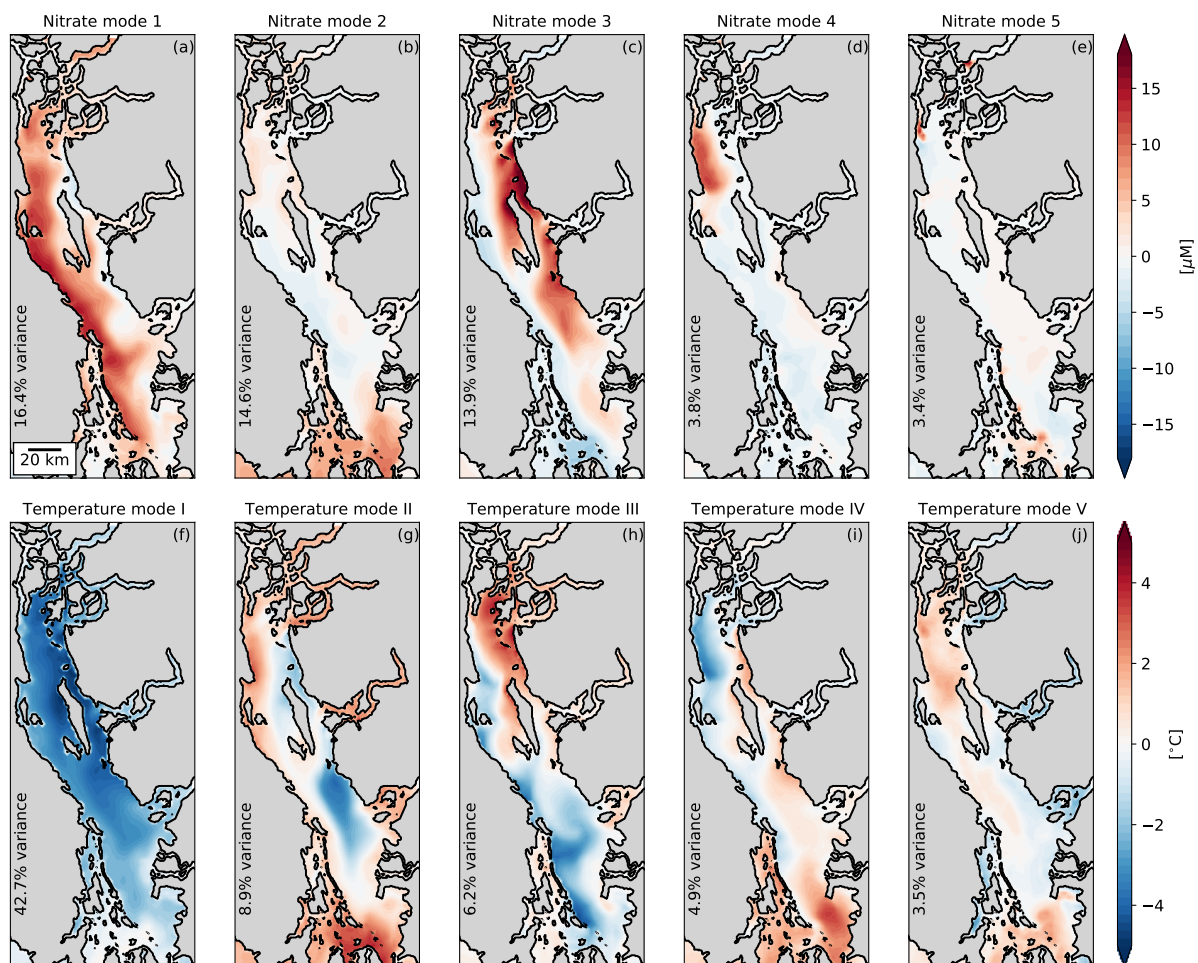 Nitrate mode 1
Nitrate mode 2
Nitrate mode 3
Nitrate mode 4
Nitrate mode 5
(a)
(b)
(c)
(d)
(e)
16.4% variance
14.6% variance
13.9% variance
3.8% variance
3.4% variance
20 km
15
10
5
0
−5
−10
−15
[μM]
Temperature mode I
Temperature mode II
Temperature mode III
Temperature mode IV
Temperature mode V
(f)
(g)
(h)
(i)
(j)
42.7% variance
8.9% variance
6.2% variance
4.9% variance
3.5% variance
4
2
0
−2
−4
[°C]